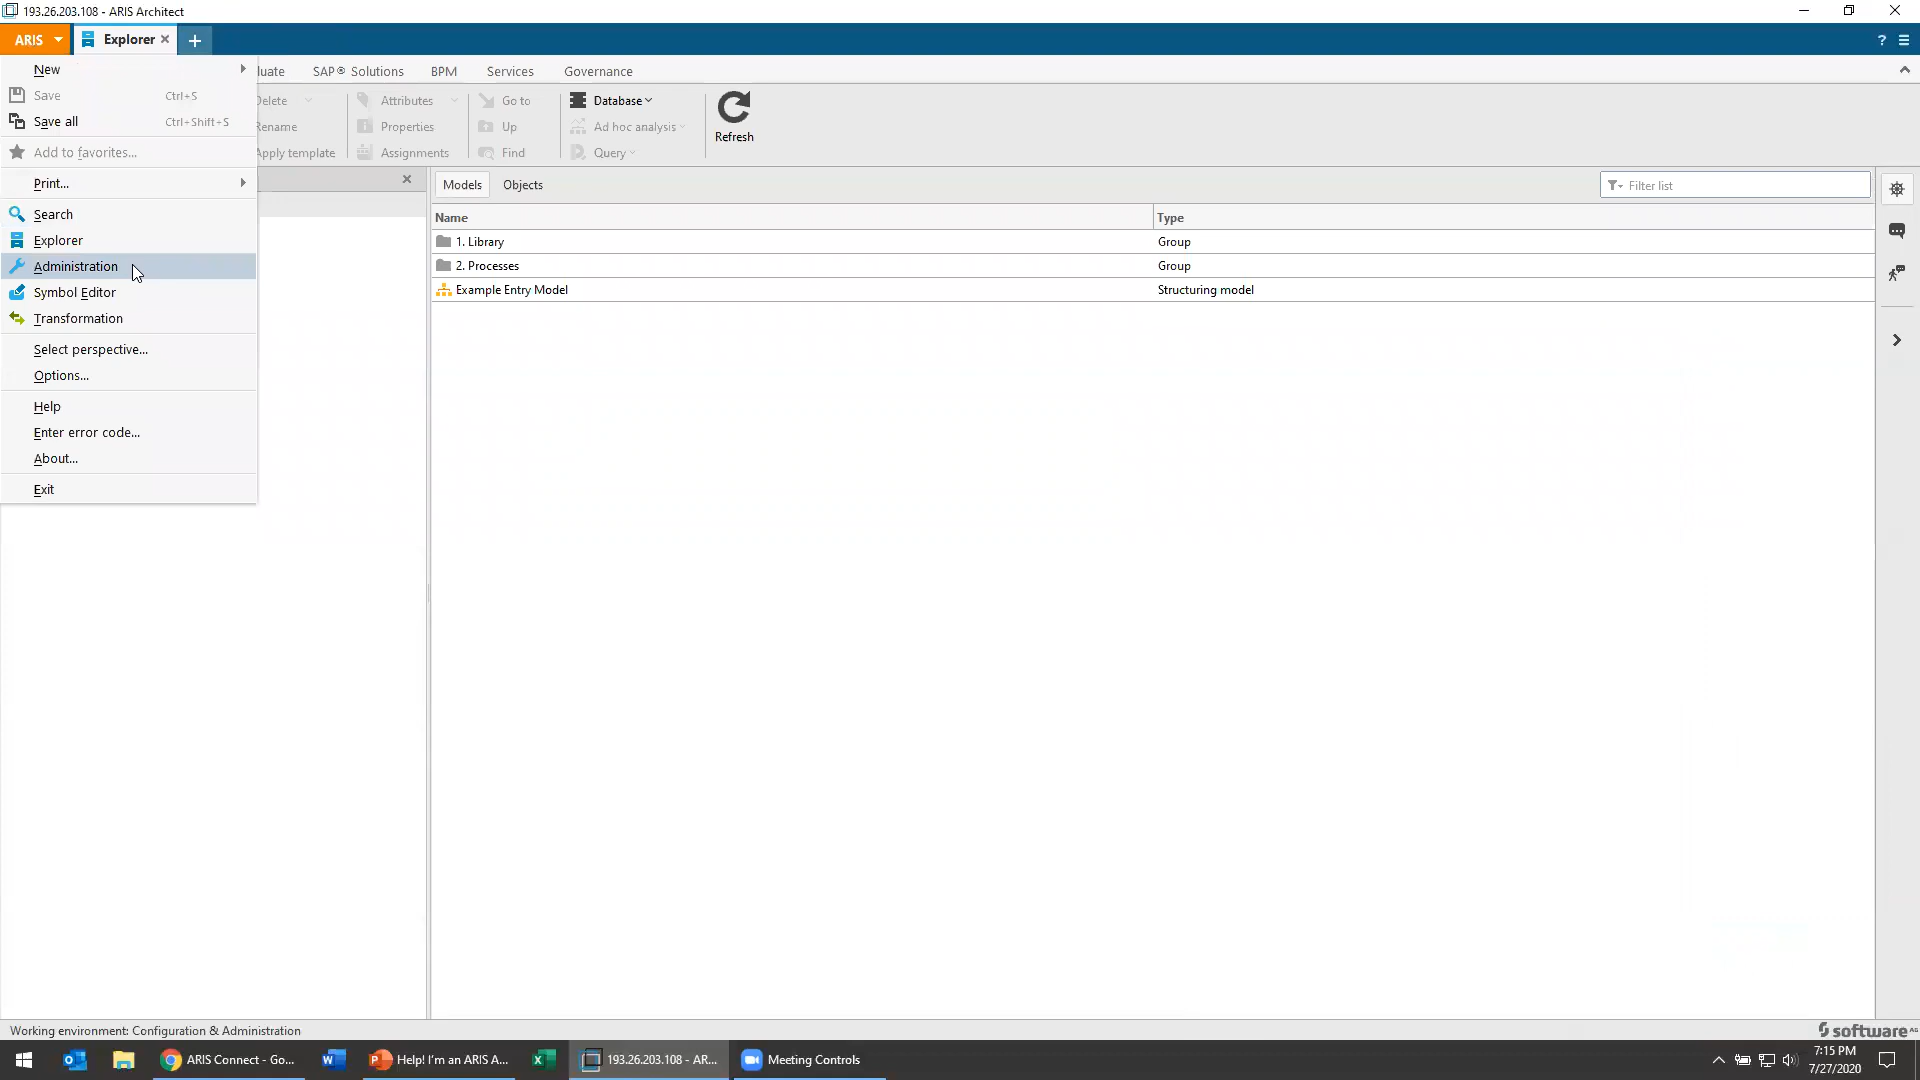 193.26.203.108 - ARIS Architect
ARIS Explorer
New luate SAP® Solutions BPM Services Governance
Save Ctrl+S Delete Attributes Go to Database
Save all Ctrl+Shift+S Rename Properties Up Ad hoc analysis Refresh
Add to favorites... Apply template Assignments Find Query
Print... Models Objects Filter list
Search Name Type
Explorer 1. Library Group
Administration 2. Processes Group
Symbol Editor Example Entry Model Structuring model
Transformation
Select perspective...
Options...
Help
Enter error code...
About...
Exit
Working environment: Configuration & Administration software AG
ARIS Connect - Go... Help! I'm an ARIS A... 193.26.203.108 - AR... Meeting Controls 7:15 PM
7/27/2020